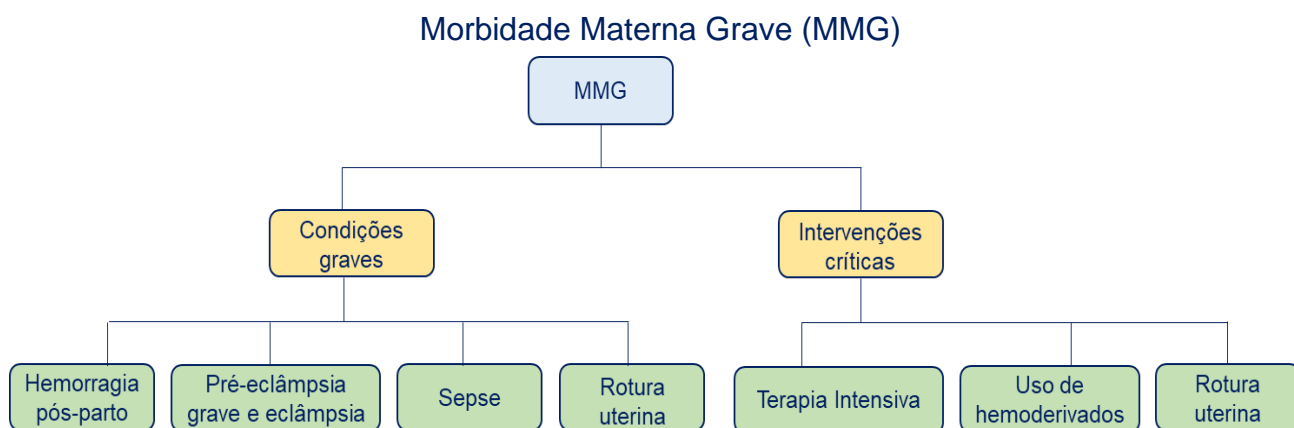 Morbidade Materna Grave (MMG)
MMG
Condições
graves
Intervenções
críticas
Hemorragia
pós-parto
Pré-eclâmpsia
grave e eclâmpsia
Sepse
Rotura
uterina
Terapia Intensiva
Uso de
hemoderivados
Rotura
uterina